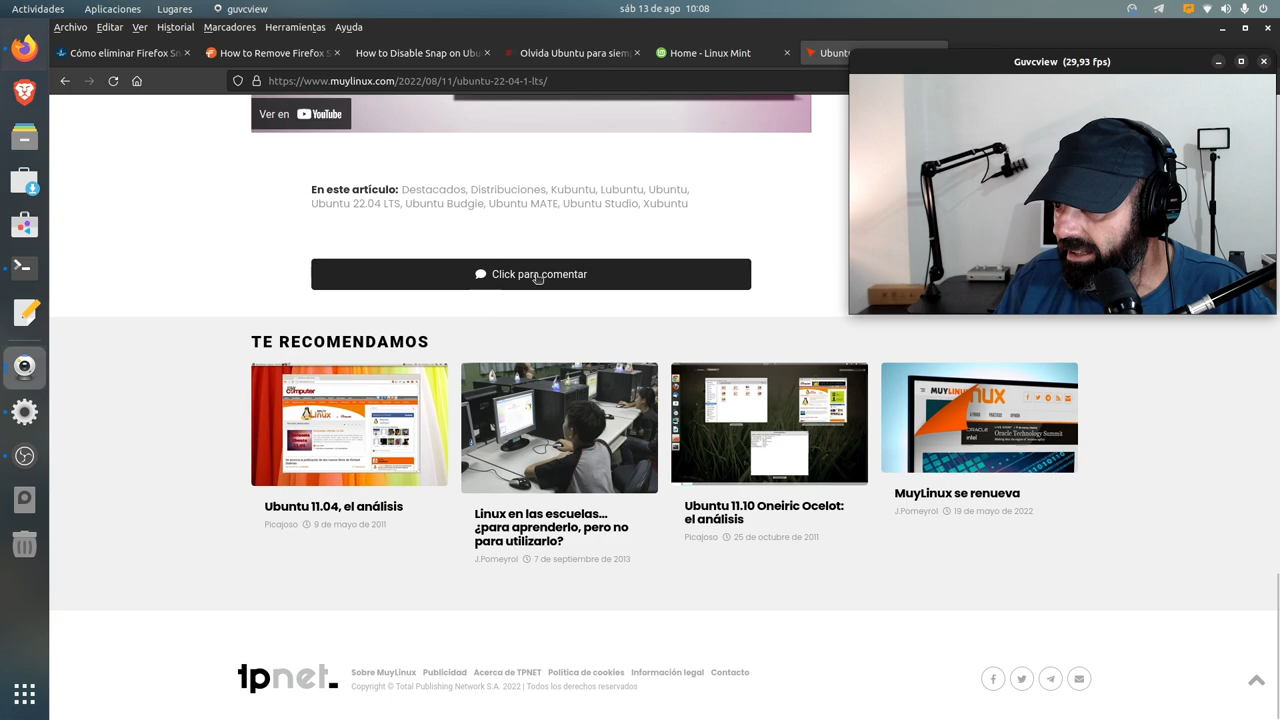 Actividades
Aplicaciones
Lugares
guvcview
sáb 13 de ago 10:08
Archivo Editar Ver Historial Marcadores Herramientas Ayuda
Cómo eliminar Firefox Sn
How to Remove Firefox S
How to Disable Snap on Ubu
Olvida Ubuntu para siem
Home - Linux Mint
Ubuntu
Guvcview (29,93 fps)
https://www.muylinux.com/2022/08/11/ubuntu-22-04-1-lts/
Ver en YouTube
En este artículo: Destacados, Distribuciones, Kubuntu, Lubuntu, Ubuntu,
Ubuntu 22.04 LTS, Ubuntu Budgie, Ubuntu MATE, Ubuntu Studio, Xubuntu
Click para comentar
TE RECOMENDAMOS
Ubuntu 11.04, el análisis
Picajoso 9 de mayo de 2011
Linux en las escuelas...
¿para aprenderlo, pero no
para utilizarlo?
J.Pomeyrol 7 de septiembre de 2013
Ubuntu 11.10 Oneiric Ocelot:
el análisis
Picajoso 25 de octubre de 2011
MUYLINUX
Oracle Technology Summit
MuyLinux se renueva
J.Pomeyrol 19 de mayo de 2022
tpnet_
Sobre MuyLinux Publicidad Acerca de TPNET Política de cookies Información legal Contacto
Copyright © Total Publishing Network S.A. 2022 | Todos los derechos reservados